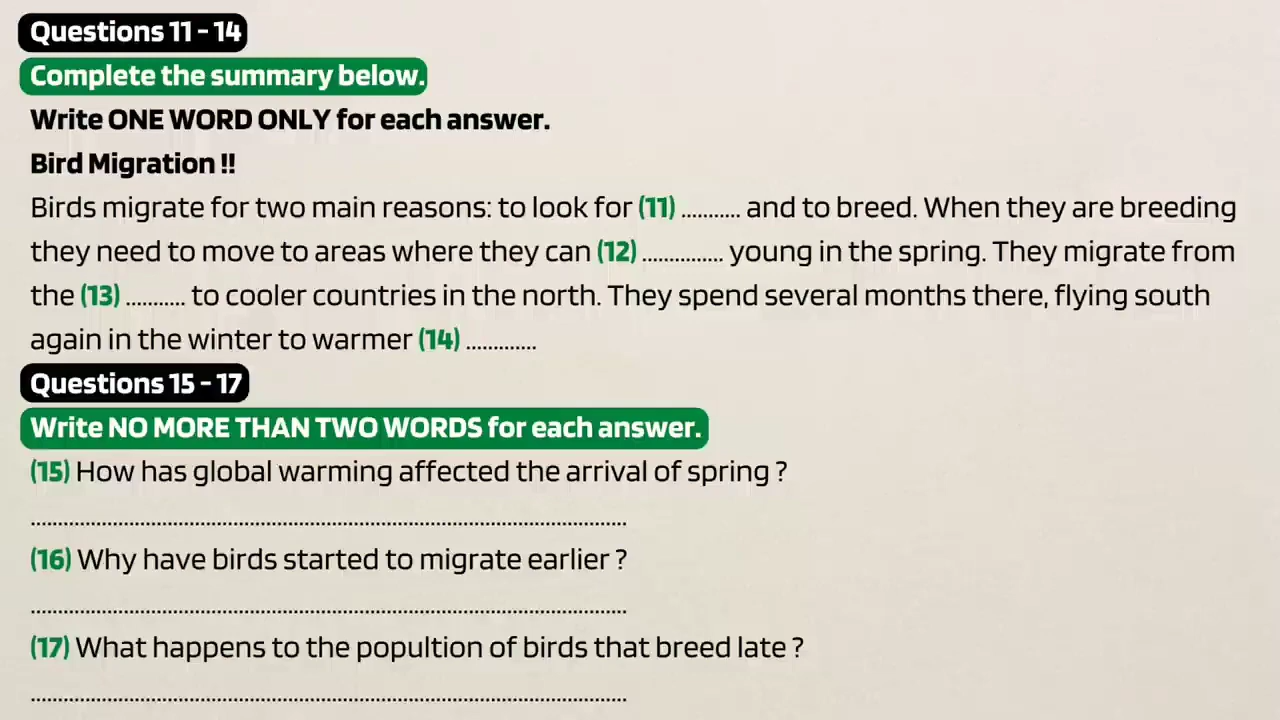 Questions 11 - 14
Complete the summary below.
Write ONE WORD ONLY for each answer.
Bird Migration !!
Birds migrate for two main reasons: to look for (11) ........... and to breed. When they are breeding
they need to move to areas where they can (12) .............. young in the spring. They migrate from
the (13) .......... to cooler countries in the north. They spend several months there, flying south
again in the winter to warmer (14) .............
Questions 15 - 17
Write NO MORE THAN TWO WORDS for each answer.
(15) How has global warming affected the arrival of spring ?
..........................................................................................
(16) Why have birds started to migrate earlier ?
..........................................................................................
(17) What happens to the popultion of birds that breed late ?
..........................................................................................